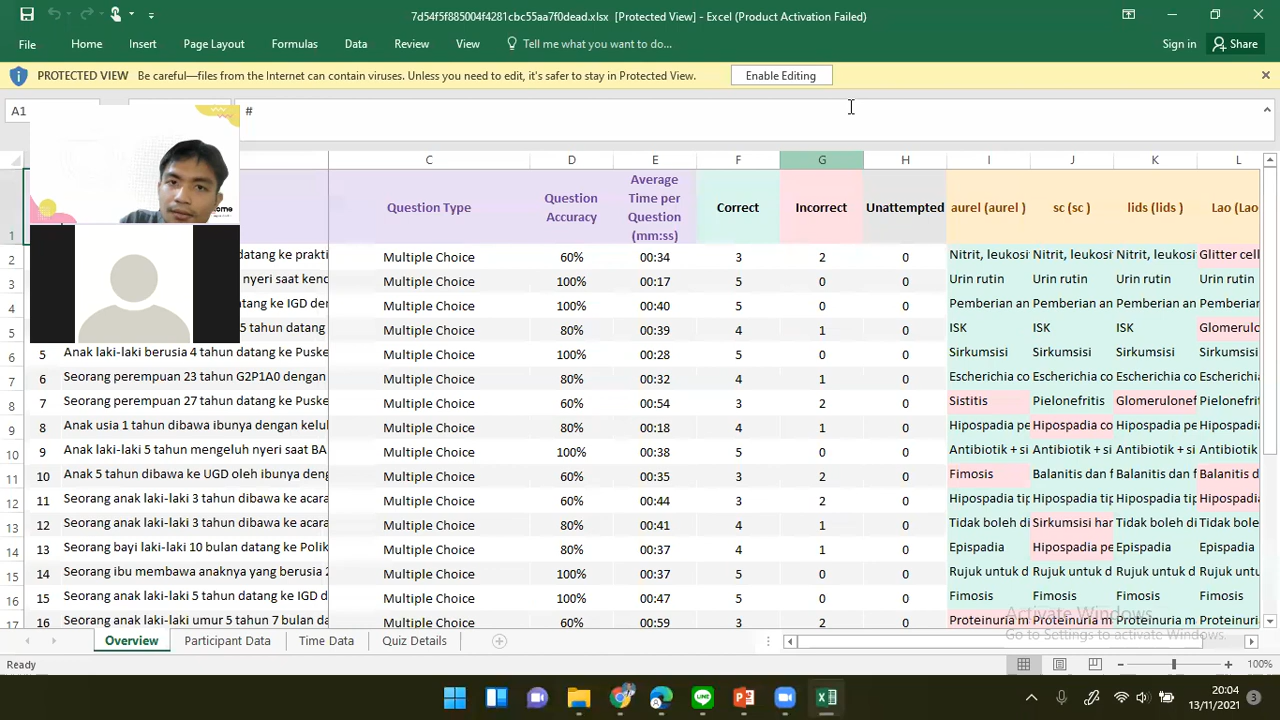 7d54f5f885004f4281cbc55aa7f0dead.xlsx [Protected View] - Excel (Product Activation Failed)
File Home Insert Page Layout Formulas Data Review View Tell me what you want to do... Sign in Share
PROTECTED VIEW Be careful—files from the Internet can contain viruses. Unless you need to edit, it's safer to stay in Protected View. Enable Editing
A1 #
C D E F G H I J K L
1 Question Type Question Accuracy Average Time per Question (mm:ss) Correct Incorrect Unattempted aurel (aurel ) sc (sc ) lids (lids ) Lao (Lao
2 datang ke prakti Multiple Choice 60% 00:34 3 2 0 Nitrit, leukosi Nitrit, leukosi Nitrit, leukosi Glitter cell
3 nyeri saat kenc Multiple Choice 100% 00:17 5 0 0 Urin rutin Urin rutin Urin rutin Urin rutin
4 atang ke IGD den Multiple Choice 100% 00:40 5 0 0 Pemberian an Pemberian an Pemberian an Pemberian
5 5 tahun datang Multiple Choice 80% 00:39 4 1 0 ISK ISK ISK Glomerulo
6 5 Anak laki-laki berusia 4 tahun datang ke Puske Multiple Choice 100% 00:28 5 0 0 Sirkumsisi Sirkumsisi Sirkumsisi Sirkumsisi
7 6 Seorang perempuan 23 tahun G2P1A0 dengan Multiple Choice 80% 00:32 4 1 0 Escherichia co Escherichia co Escherichia co Escherichia
8 7 Seorang perempuan 27 tahun datang ke Puske Multiple Choice 60% 00:54 3 2 0 Sistitis Pielonefritis Glomerulonef Pielonefri
9 8 Anak usia 1 tahun dibawa ibunya dengan keluh Multiple Choice 80% 00:18 4 1 0 Hipospadia pe Hipospadia co Hipospadia pe Hipospadia
10 9 Anak laki-laki 5 tahun mengeluh nyeri saat BA Multiple Choice 100% 00:38 5 0 0 Antibiotik + si Antibiotik + si Antibiotik + si Antibiotik
11 10 Anak 5 tahun dibawa ke UGD oleh ibunya deng Multiple Choice 60% 00:35 3 2 0 Fimosis Balanitis dan f Balanitis dan f Balanitis d
12 11 Seorang anak laki-laki 3 tahun dibawa ke acara Multiple Choice 60% 00:44 3 2 0 Hipospadia tip Hipospadia tip Hipospadia tip Hipospadia
13 12 Seorang anak laki-laki 3 tahun dibawa ke acara Multiple Choice 80% 00:41 4 1 0 Tidak boleh di Sirkumsisi har Tidak boleh di Tidak bole
14 13 Seorang bayi laki-laki 10 bulan datang ke Polik Multiple Choice 80% 00:37 4 1 0 Epispadia Hipospadia pe Epispadia Epispadia
15 14 Seorang ibu membawa anaknya yang berusia 2 Multiple Choice 100% 00:37 5 0 0 Rujuk untuk d Rujuk untuk d Rujuk untuk d Rujuk untu
16 15 Seorang anak laki-laki 5 tahun datang ke IGD d Multiple Choice 100% 00:47 5 0 0 Fimosis Fimosis Fimosis Fimosis
17 16 Seorang anak laki-laki umur 5 tahun 7 bulan da Multiple Choice 60% 00:59 3 2 0 Proteinuria m Proteinuria m Proteinuria m Proteinuri
Activate Windows
Go to Settings to activate Windows.
Overview Participant Data Time Data Quiz Details
Ready 100%
20:04
13/11/2021
3